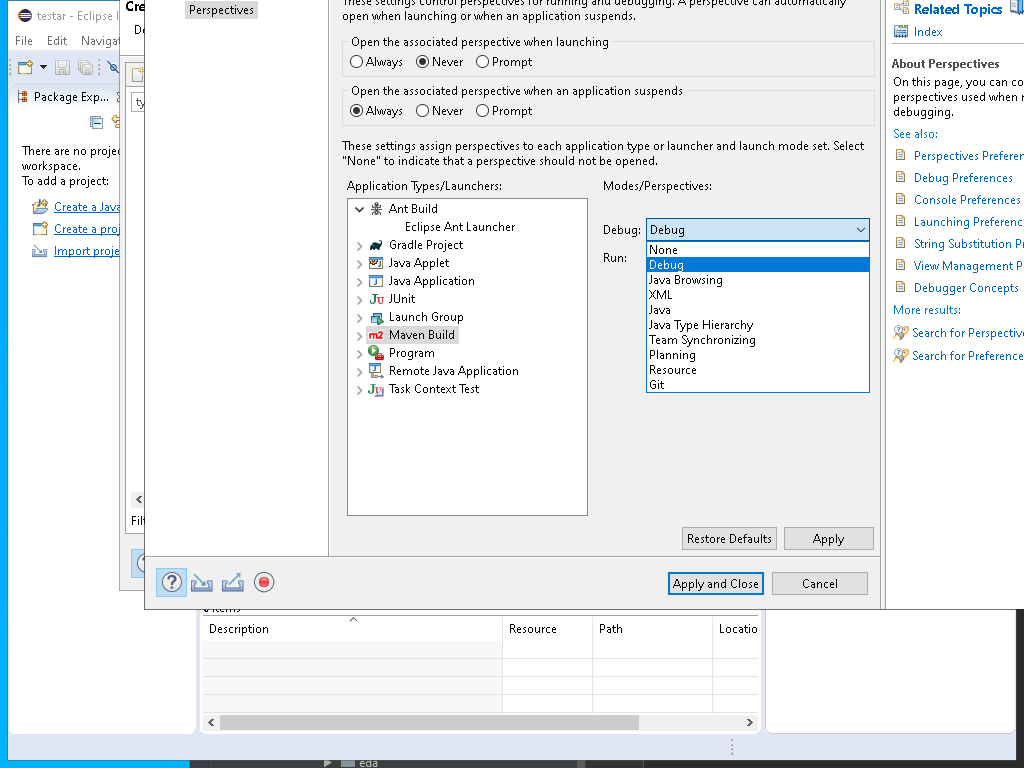 testar - Eclipse I
File Edit Navigat
Package Exp...
There are no proje
workspace.
To add a project:
Create a Java
Create a proj
Import proje
Cre
De
ty
Filt
Perspectives
These settings control perspectives for running and debugging. A perspective can automatically
open when launching or when an application suspends.
Open the associated perspective when launching
Always Never Prompt
Open the associated perspective when an application suspends
Always Never Prompt
These settings assign perspectives to each application type or launcher and launch mode set. Select
"None" to indicate that a perspective should not be opened.
Application Types/Launchers:
Ant Build
Eclipse Ant Launcher
Gradle Project
Java Applet
Java Application
JUnit
Launch Group
Maven Build
Program
Remote Java Application
Task Context Test
Modes/Perspectives:
Debug: Debug
Run:
None
Debug
Java Browsing
XML
Java
Java Type Hierarchy
Team Synchronizing
Planning
Resource
Git
Restore Defaults Apply
Apply and Close Cancel
Related Topics
Index
About Perspectives
On this page, you can co
perspectives used when r
debugging.
See also:
Perspectives Preferen
Debug Preferences
Console Preferences
Launching Preferenc
String Substitution Pr
View Management P
Debugger Concepts
More results:
Search for Perspective
Search for Preference
items
Description Resource Path Locatio
eda